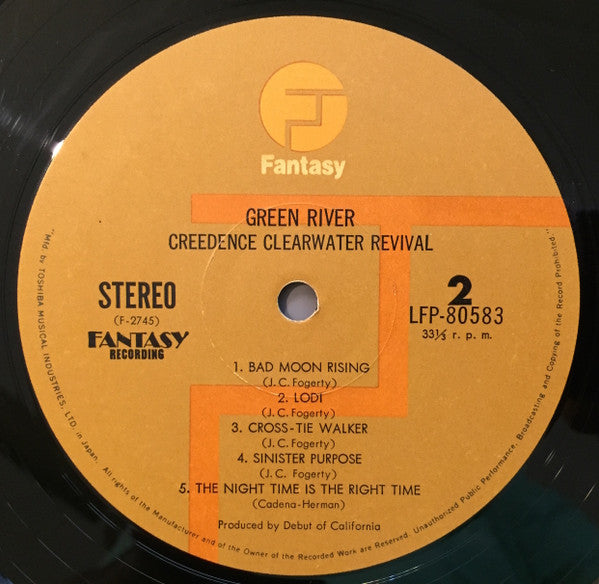 Fantasy
GREEN RIVER
CREEDENCE CLEARWATER REVIVAL
STEREO
(F-2745)
FANTASY
RECORDING
2
LFP-80583
33⅓ r. p. m.
1. BAD MOON RISING
(J. C. Fogerty)
2. LODI
(J. C. Fogerty)
3. CROSS-TIE WALKER
(J. C. Fogerty)
4. SINISTER PURPOSE
(J. C. Fogerty)
5. THE NIGHT TIME IS THE RIGHT TIME
(Cadena-Herman)
Produced by Debut of California
"Mfd by TOSHIBA MUSICAL INDUSTRIES, LTD. in Japan. All rights of the Manufacturer and of the Owner of the Recorded Work are Reserved. Unauthorized Public Performance, Broadcasting and Copying of the Record Prohibited"